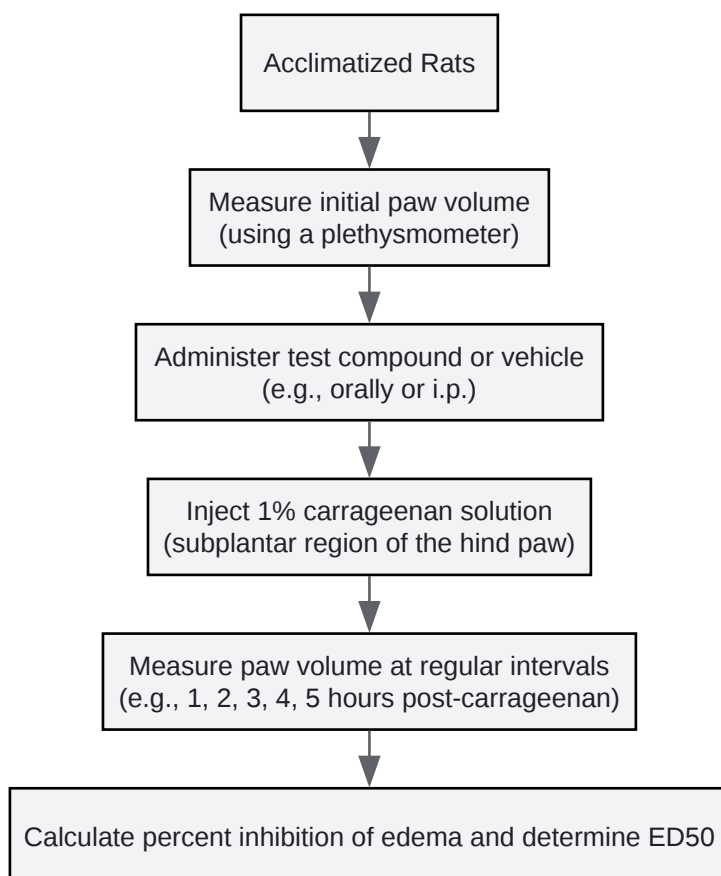 Acclimatized Rats
Measure initial paw volume
(using a plethysmometer)
Administer test compound or vehicle
(e.g., orally or i.p.)
Inject 1% carrageenan solution
(subplantar region of the hind paw)
Measure paw volume at regular intervals
(e.g., 1, 2, 3, 4, 5 hours post-carrageenan)
Calculate percent inhibition of edema and determine ED50